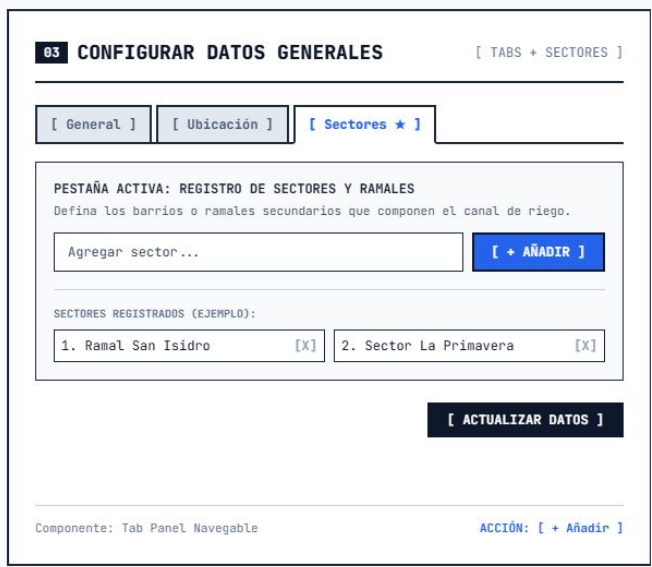 03 CONFIGURAR DATOS GENERALES [ TABS + SECTORES ]
[ General ] [ Ubicación ] [ Sectores ★ ]
PESTAÑA ACTIVA: REGISTRO DE SECTORES Y RAMALES
Defina los barrios o ramales secundarios que componen el canal de riego.
Agregar sector... [ + AÑADIR ]
SECTORES REGISTRADOS (EJEMPLO):
1. Ramal San Isidro [X] 2. Sector La Primavera [X]
[ ACTUALIZAR DATOS ]
Componente: Tab Panel Navegable ACCIÓN: [ + Añadir ]